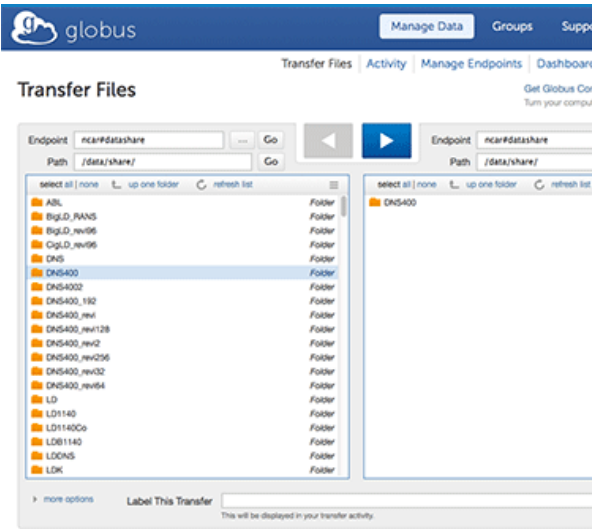 globus
Manage Data Groups Suppo
Transfer Files Activity Manage Endpoints Dashboard
Transfer Files
Get Globus Con
Turn your comput
Endpoint ncar#datashare ... Go Endpoint ncar#datashare
Path /data/share/ Go Path /data/share/
select all | none up one folder refresh list select all | none up one folder refresh list
ABL Folder DNS400
BigLD_RANS Folder
BigLD_revi96 Folder
CigLD_revi96 Folder
DNS Folder
DNS400 Folder
DNS4002 Folder
DNS400_192 Folder
DNS400_revi Folder
DNS400_revi128 Folder
DNS400_revi2 Folder
DNS400_revi256 Folder
DNS400_revi32 Folder
DNS400_revi64 Folder
LD Folder
LD1140 Folder
LD1140Co Folder
LDB1140 Folder
LDDNS Folder
LDK Folder
more options Label This Transfer
This will be displayed in your transfer activity.